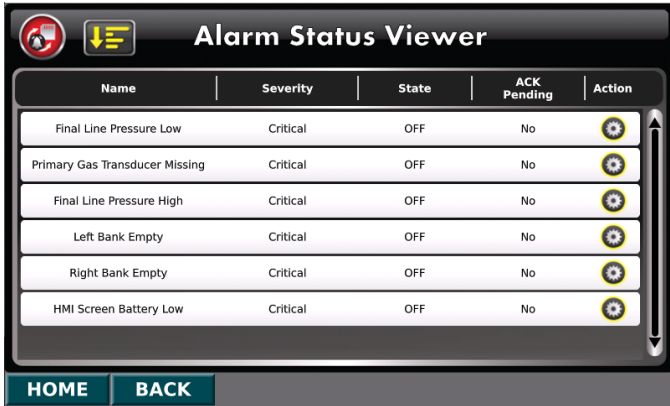 Alarm Status Viewer
Name Severity State ACK Pending Action
Final Line Pressure Low Critical OFF No
Primary Gas Transducer Missing Critical OFF No
Final Line Pressure High Critical OFF No
Left Bank Empty Critical OFF No
Right Bank Empty Critical OFF No
HMI Screen Battery Low Critical OFF No
HOME BACK